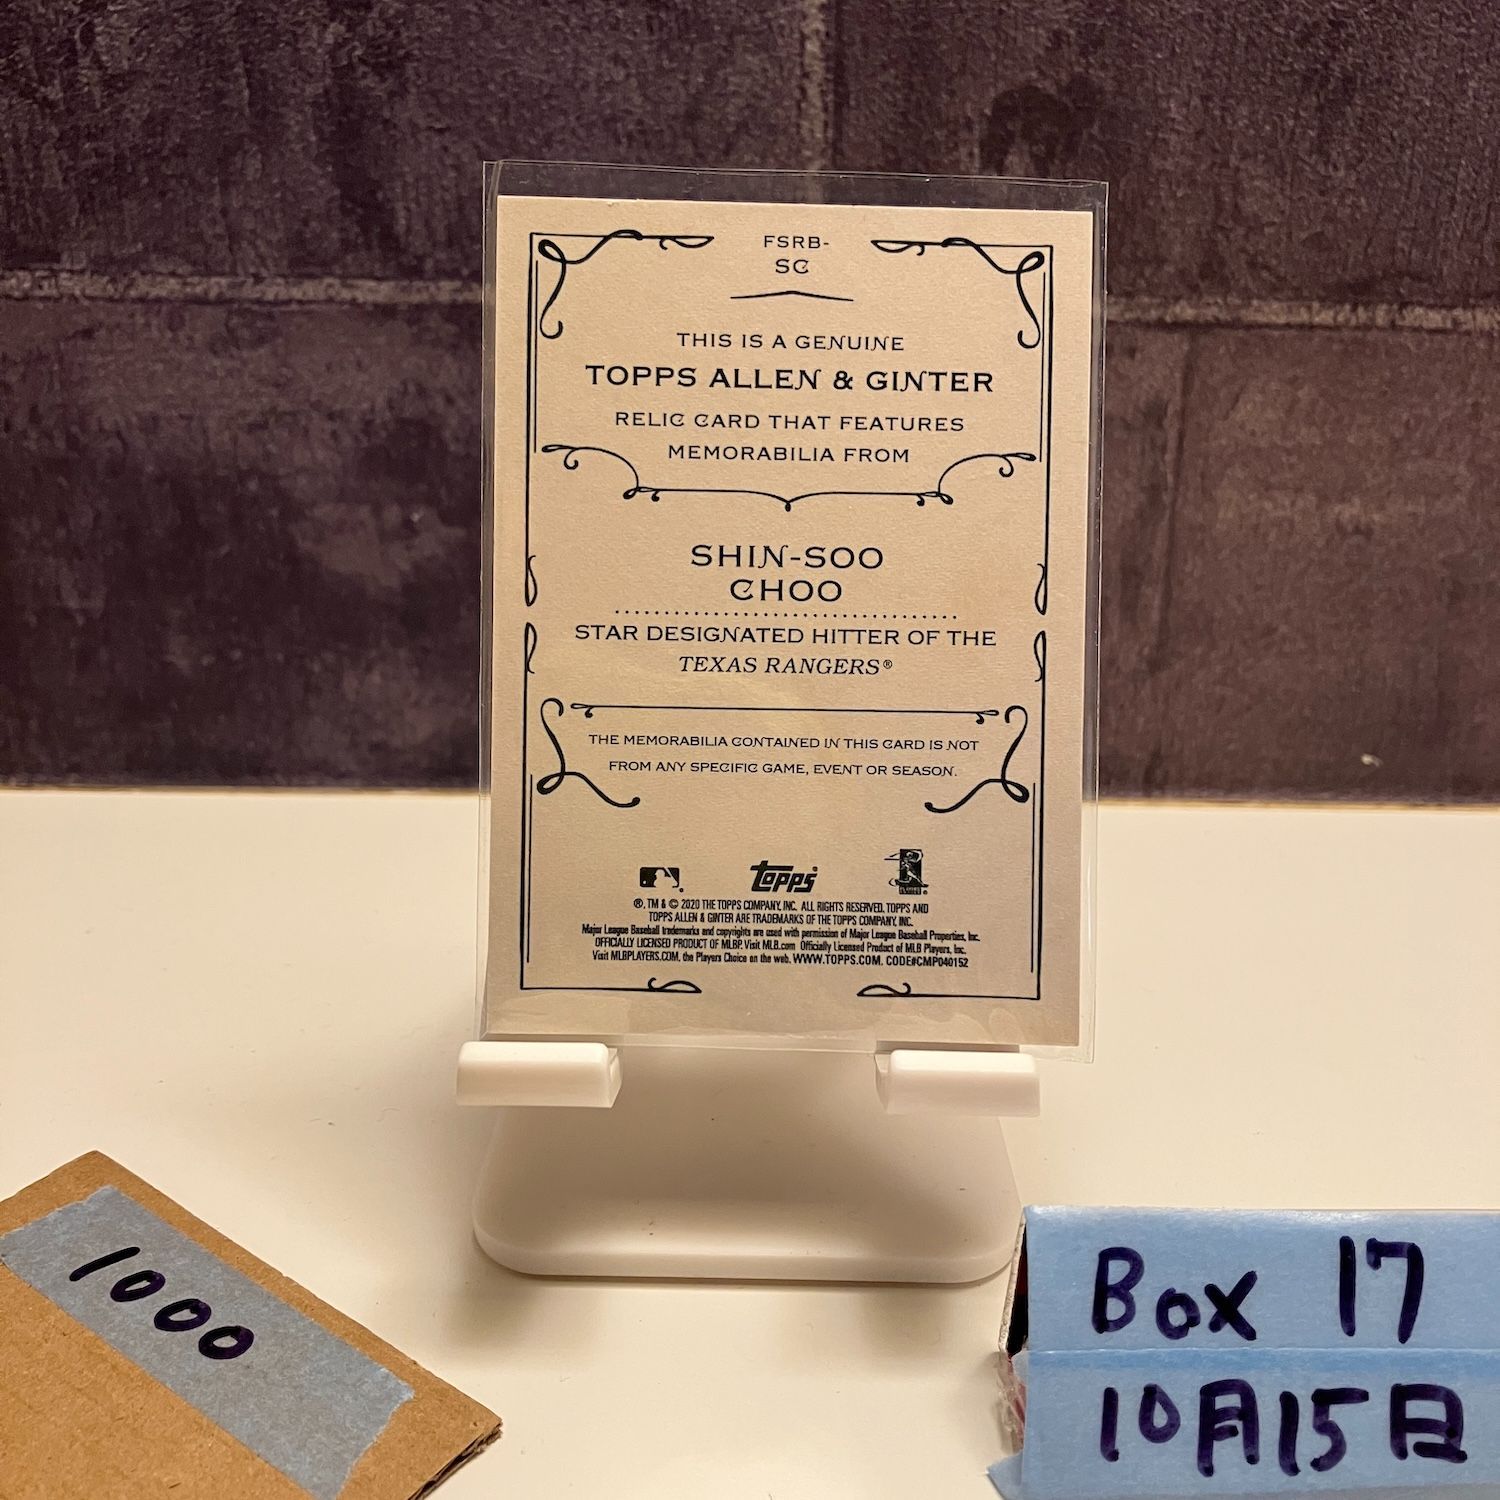 FSRB-
SC
THIS IS A GENUINE
TOPPS ALLEN & GINTER
RELIC CARD THAT FEATURES
MEMORABILIA FROM
SHIN-SOO
CHOO
STAR DESIGNATED HITTER OF THE
TEXAS RANGERS®
THE MEMORABILIA CONTAINED IN THIS CARD IS NOT
FROM ANY SPECIFIC GAME, EVENT OR SEASON.
Topps
®, TM & © 2020 THE TOPPS COMPANY, INC. ALL RIGHTS RESERVED. TOPPS AND
TOPPS ALLEN & GINTER ARE TRADEMARKS OF THE TOPPS COMPANY, INC.
Major League Baseball trademarks and copyrights are used with permission of Major League Baseball Properties, Inc.
OFFICIALLY LICENSED PRODUCT OF MLBP. Visit MLB.com Officially Licensed Product of MLB Players, Inc.
Visit MLBPLAYERS.COM, the Players Choice on the web. WWW.TOPPS.COM. CODE#CMP040152
1000
Box 17
10月15日